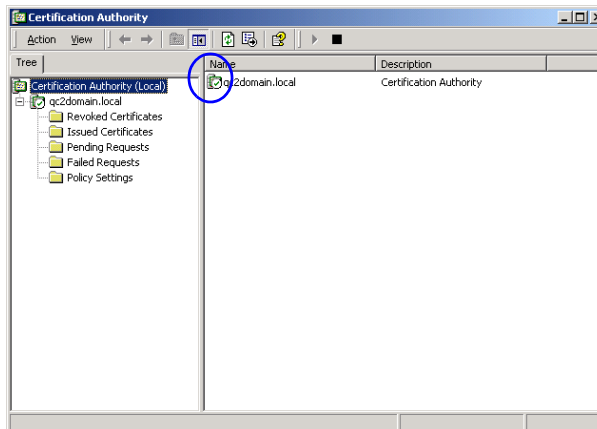 Certification Authority
Action View
Tree
Name Description
Certification Authority (Local)
qc2domain.local Certification Authority
qc2domain.local
Revoked Certificates
Issued Certificates
Pending Requests
Failed Requests
Policy Settings